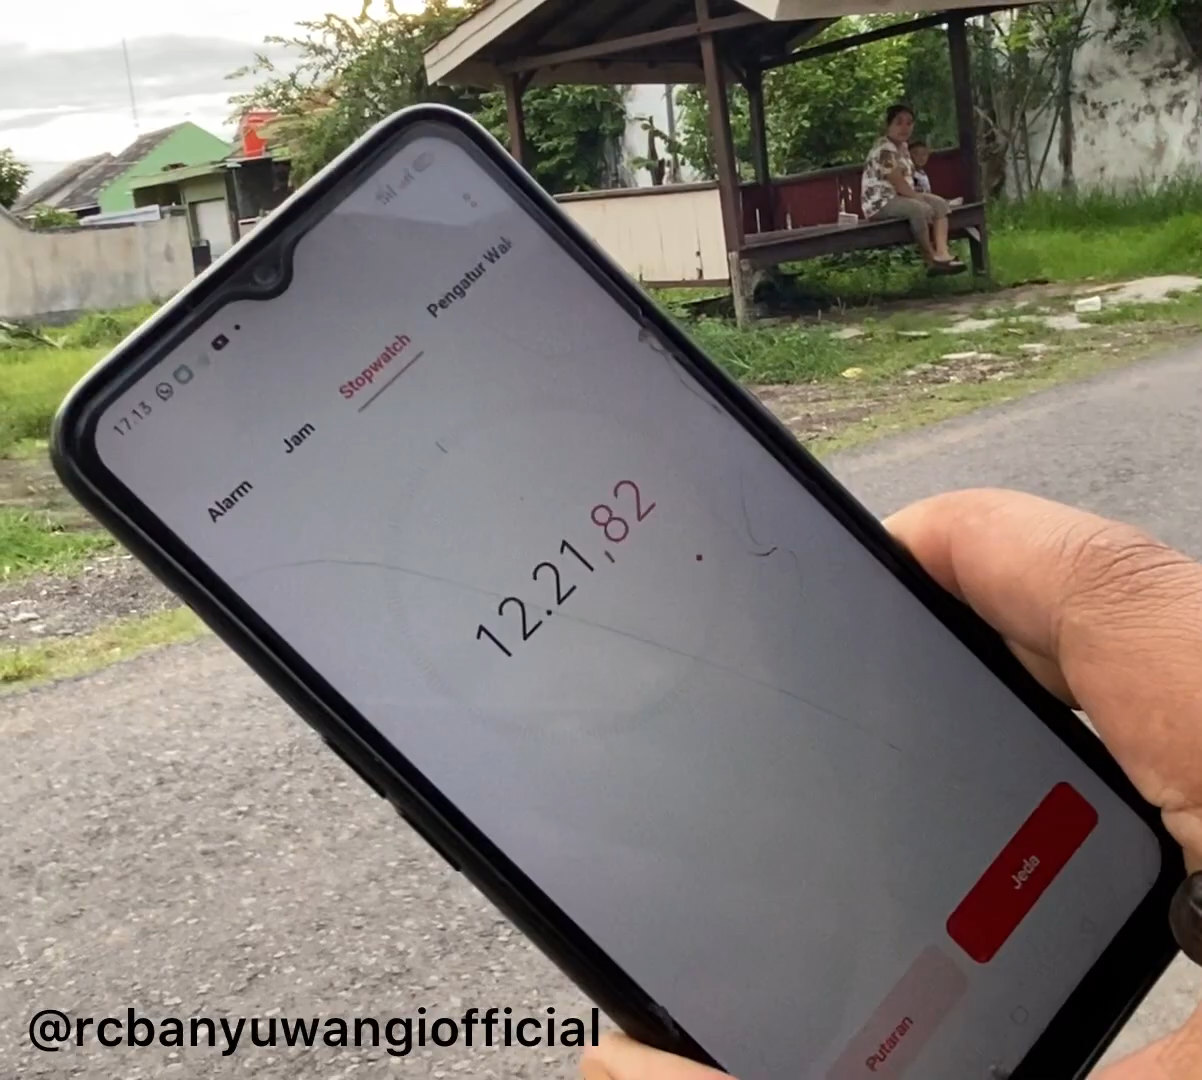 17.13
Alarm
Jam
Stopwatch
Pengatur Wak
12.21,82
Jeda
Putaran
@rcbanyuwangiofficial